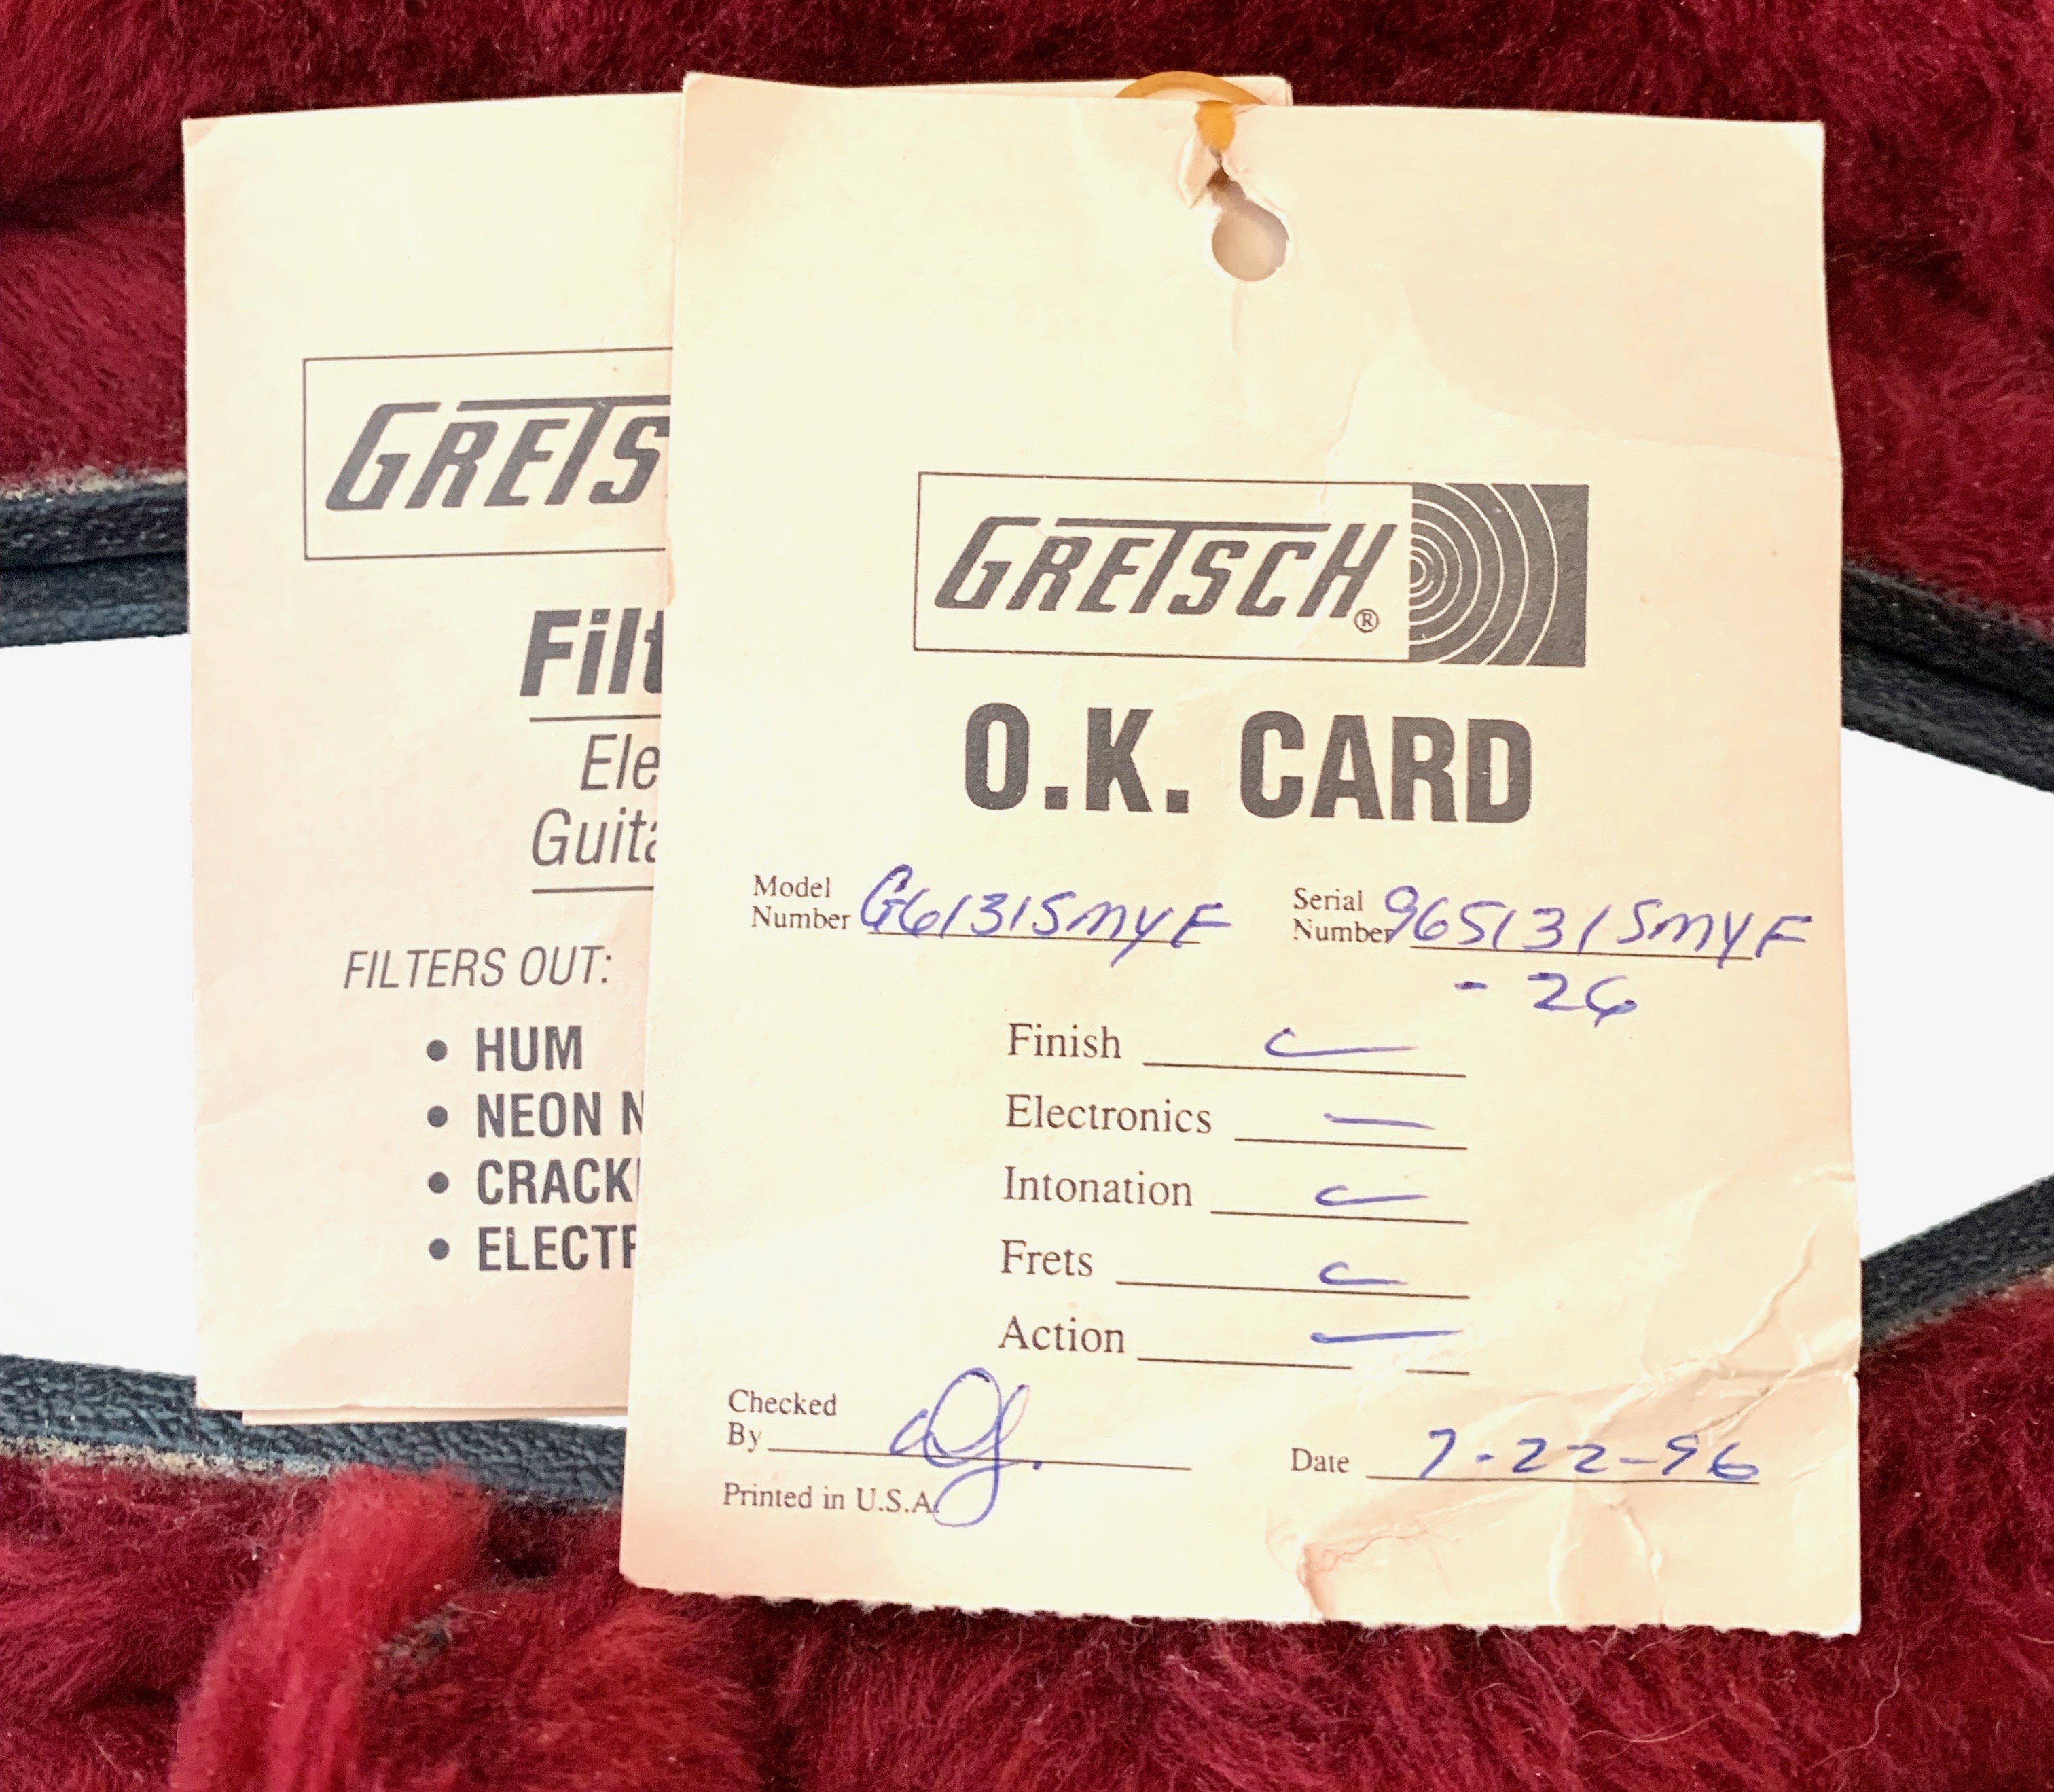 GRETS
Filt
Ele
Guita
FILTERS OUT:
• HUM
• NEON N
• CRACK
• ELECTR
GRETSCH®
O.K. CARD
Model Number G6131SMYF
Serial Number 965131SMYF
- 26
Finish
Electronics
Intonation
Frets
Action
Checked By
Date 7-22-96
Printed in U.S.A.